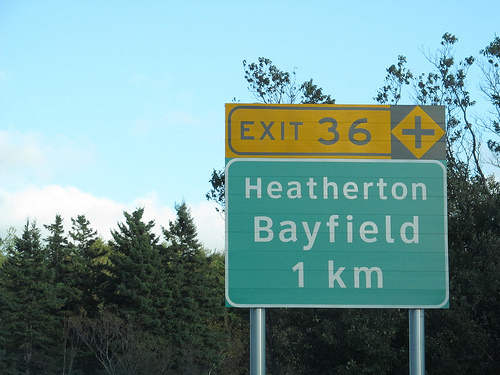 EXIT 36
Heatherton
Bayfield
1 km